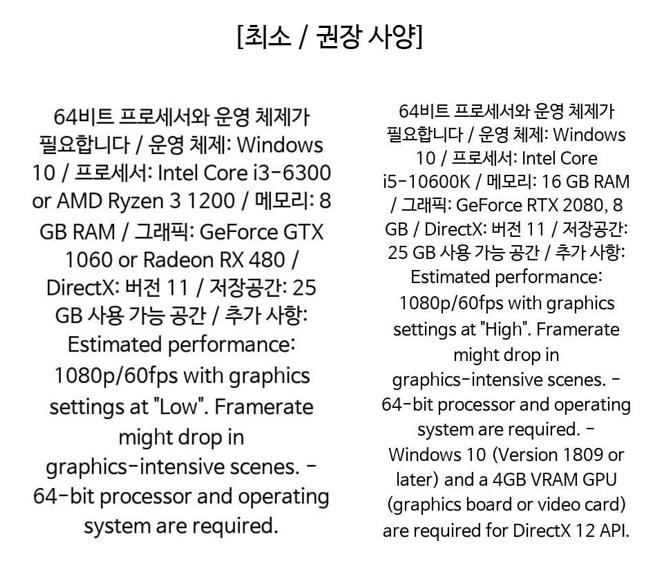 [최소 / 권장 사양]
64비트 프로세서와 운영 체제가
필요합니다 / 운영 체제: Windows
10 / 프로세서: Intel Core i3-6300
or AMD Ryzen 3 1200 / 메모리: 8
GB RAM / 그래픽: GeForce GTX
1060 or Radeon RX 480 /
DirectX: 버전 11 / 저장공간: 25
GB 사용 가능 공간 / 추가 사항:
Estimated performance:
1080p/60fps with graphics
settings at "Low". Framerate
might drop in
graphics-intensive scenes. -
64-bit processor and operating
system are required.
64비트 프로세서와 운영 체제가
필요합니다 / 운영 체제: Windows
10 / 프로세서: Intel Core
i5-10600K / 메모리: 16 GB RAM
/ 그래픽: GeForce RTX 2080, 8
GB / DirectX: 버전 11 / 저장공간:
25 GB 사용 가능 공간 / 추가 사항:
Estimated performance:
1080p/60fps with graphics
settings at "High". Framerate
might drop in
graphics-intensive scenes. -
64-bit processor and operating
system are required. -
Windows 10 (Version 1809 or
later) and a 4GB VRAM GPU
(graphics board or video card)
are required for DirectX 12 API.